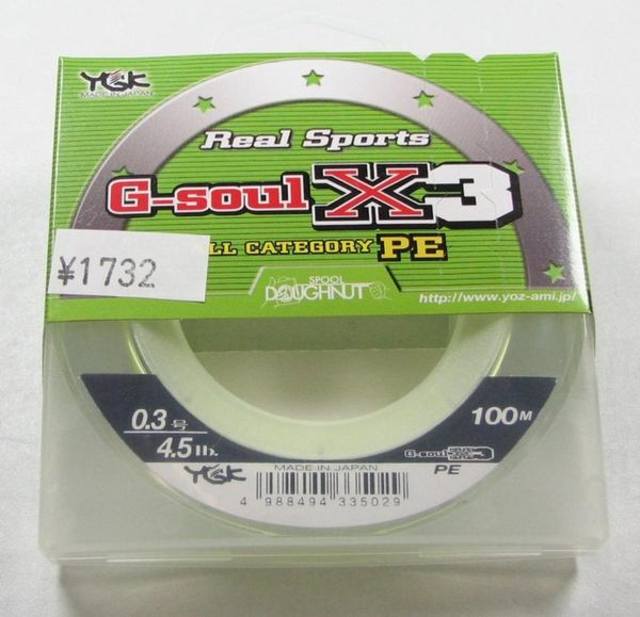 YGK
MADE IN JAPAN
Real Sports
G-soul X3
LL CATEGORY PE
¥1732
SPOOL
DOUGHNUT
http://www.yoz-ami.jp/
0.3号
4.5lb.
100M
G-soul X3
PE
YGK
MADE IN JAPAN
4 988494 335029